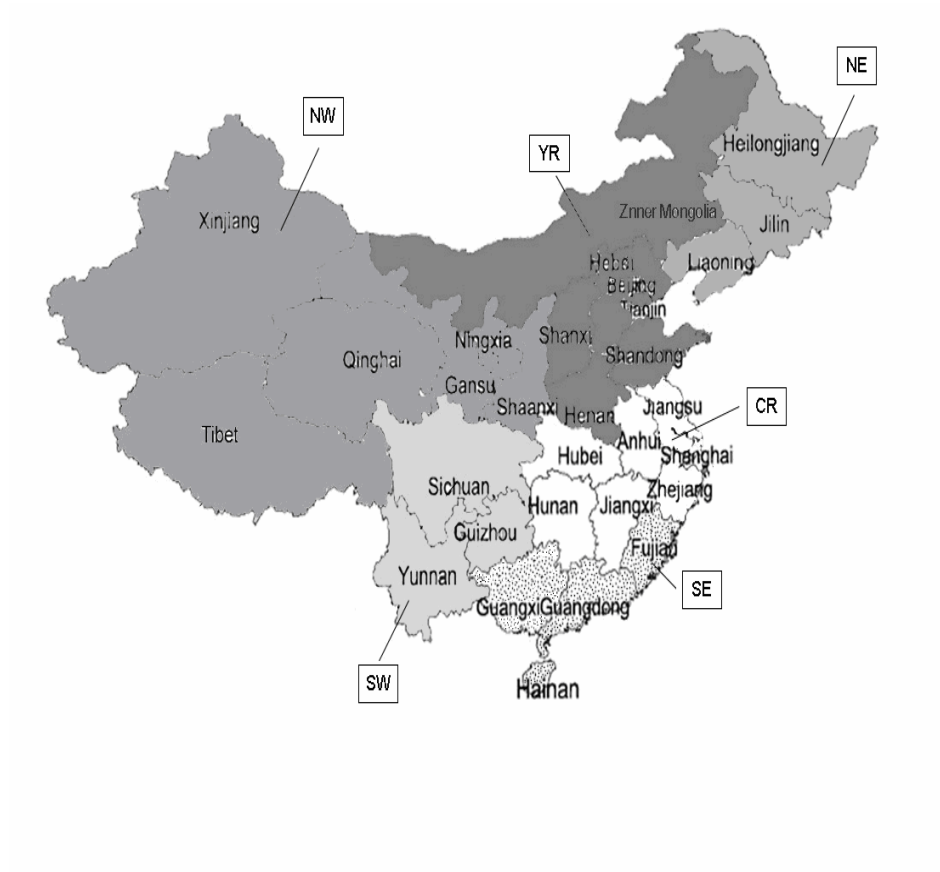 NE
NW
Heilongjiang
YR
Znner Mongolia
Xinjiang
Jilin
Hebei
Liaoning
Beijing
Tianjin
Ningxia
Shanxi
Qinghai
Shandong
Gansu
Shaanxi
Jiangsu
CR
Henan
Tibet
Anhui
Hubei
Shanghai
Sichuan
Zhejiang
Hunan
Jiangxi
Guizhou
Fujian
Yunnan
SE
Guangxi
Guangdong
SW
Hainan